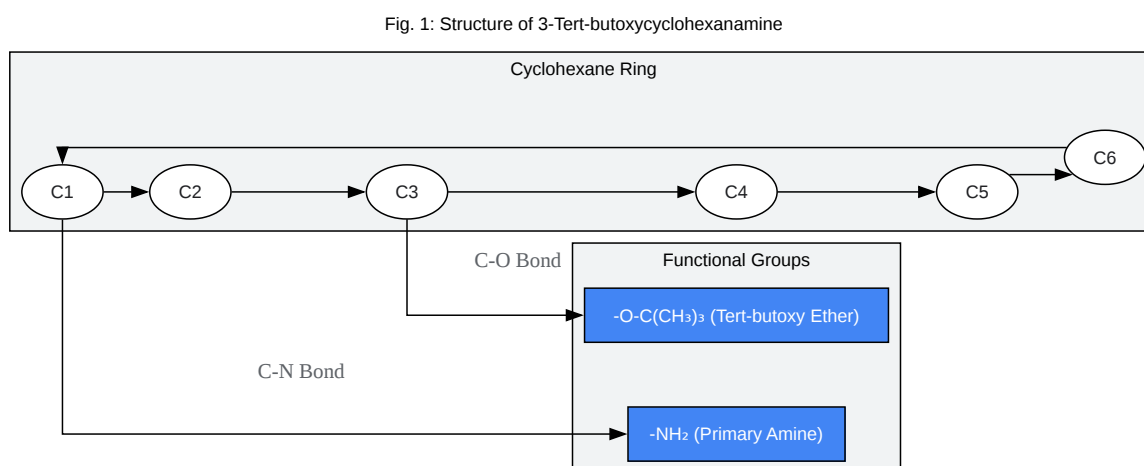 Fig. 1: Structure of 3-Tert-butoxycyclohexanamine
Cyclohexane Ring
C6
C1
C2
C3
C4
C5
C-O Bond
Functional Groups
-O-C(CH₃)₃ (Tert-butoxy Ether)
C-N Bond
-NH₂ (Primary Amine)